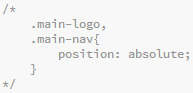 /*
    .main-logo,
    .main-nav{
        position: absolute;
    }
*/